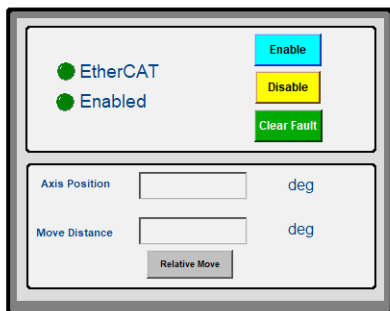 Enable
EtherCAT
Disable
Enabled
Clear Fault
Axis Position deg
Move Distance deg
Relative Move